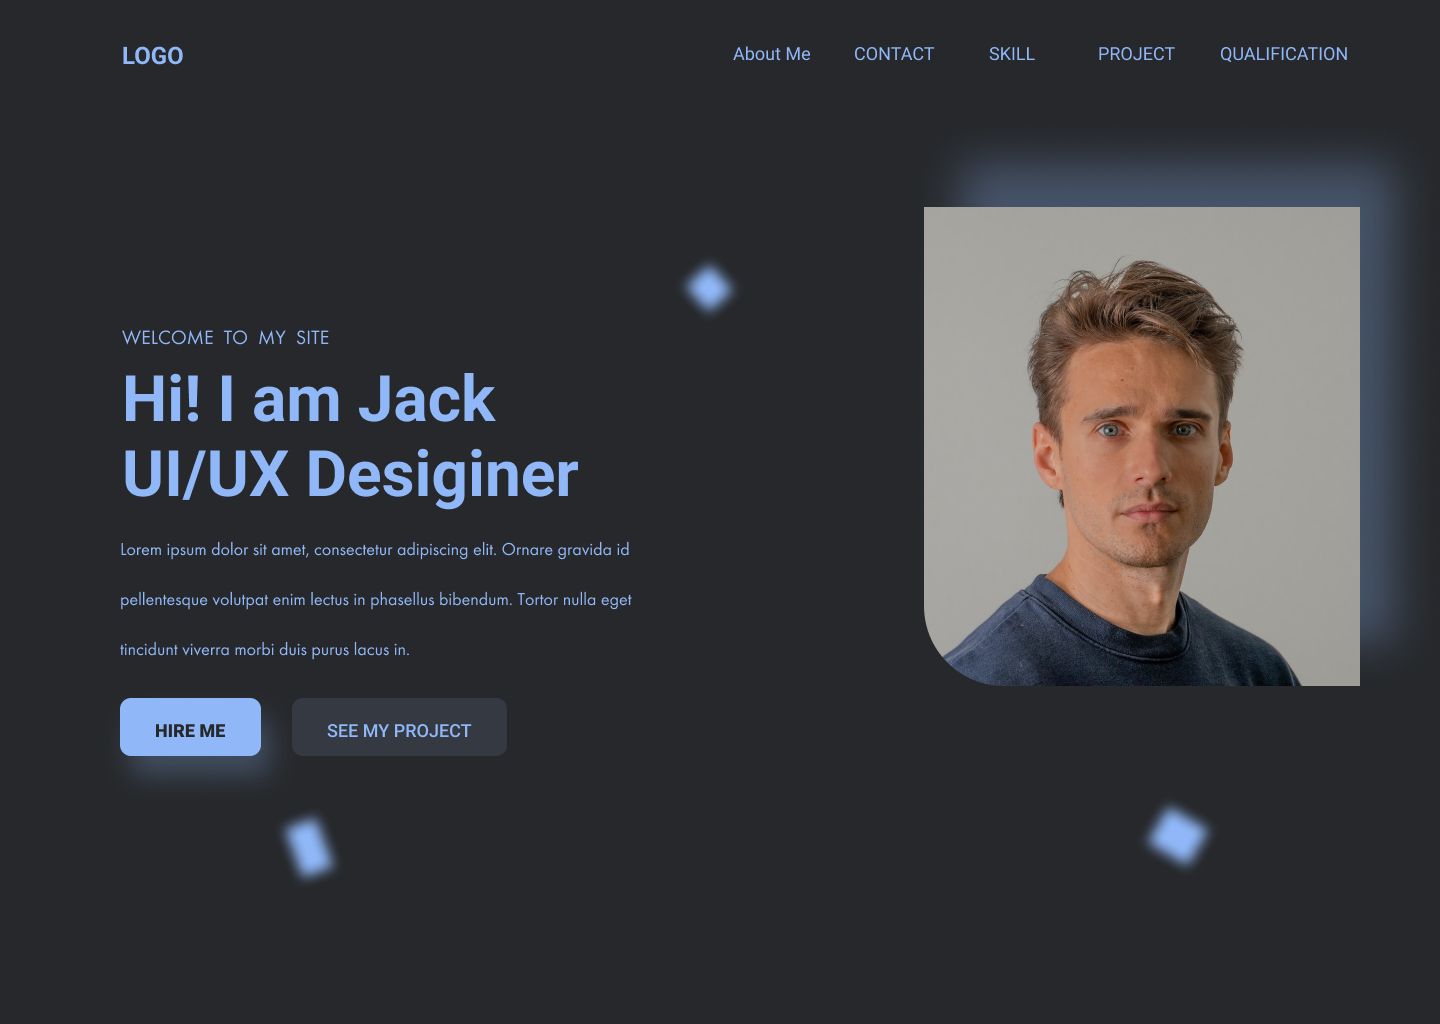 LOGO
About Me CONTACT SKILL PROJECT QUALIFICATION
WELCOME TO MY SITE
Hi! I am Jack
UI/UX Desiginer
Lorem ipsum dolor sit amet, consectetur adipiscing elit. Ornare gravida id
pellentesque volutpat enim lectus in phasellus bibendum. Tortor nulla eget
tincidunt viverra morbi duis purus lacus in.
HIRE ME SEE MY PROJECT